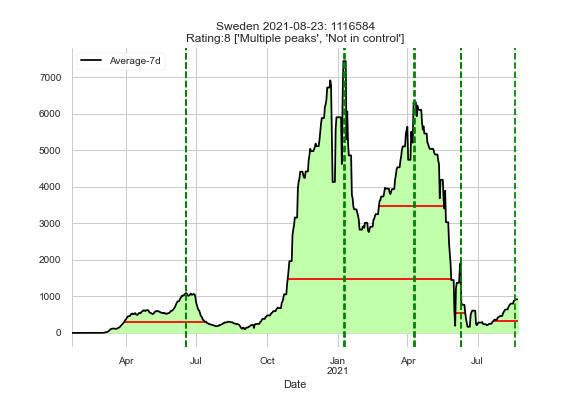 Sweden 2021-08-23: 1116584
Rating:8 ['Multiple peaks', 'Not in control']
Average-7d
7000
6000
5000
4000
3000
2000
1000
0
Apr Jul Oct Jan Apr Jul
2021
Date